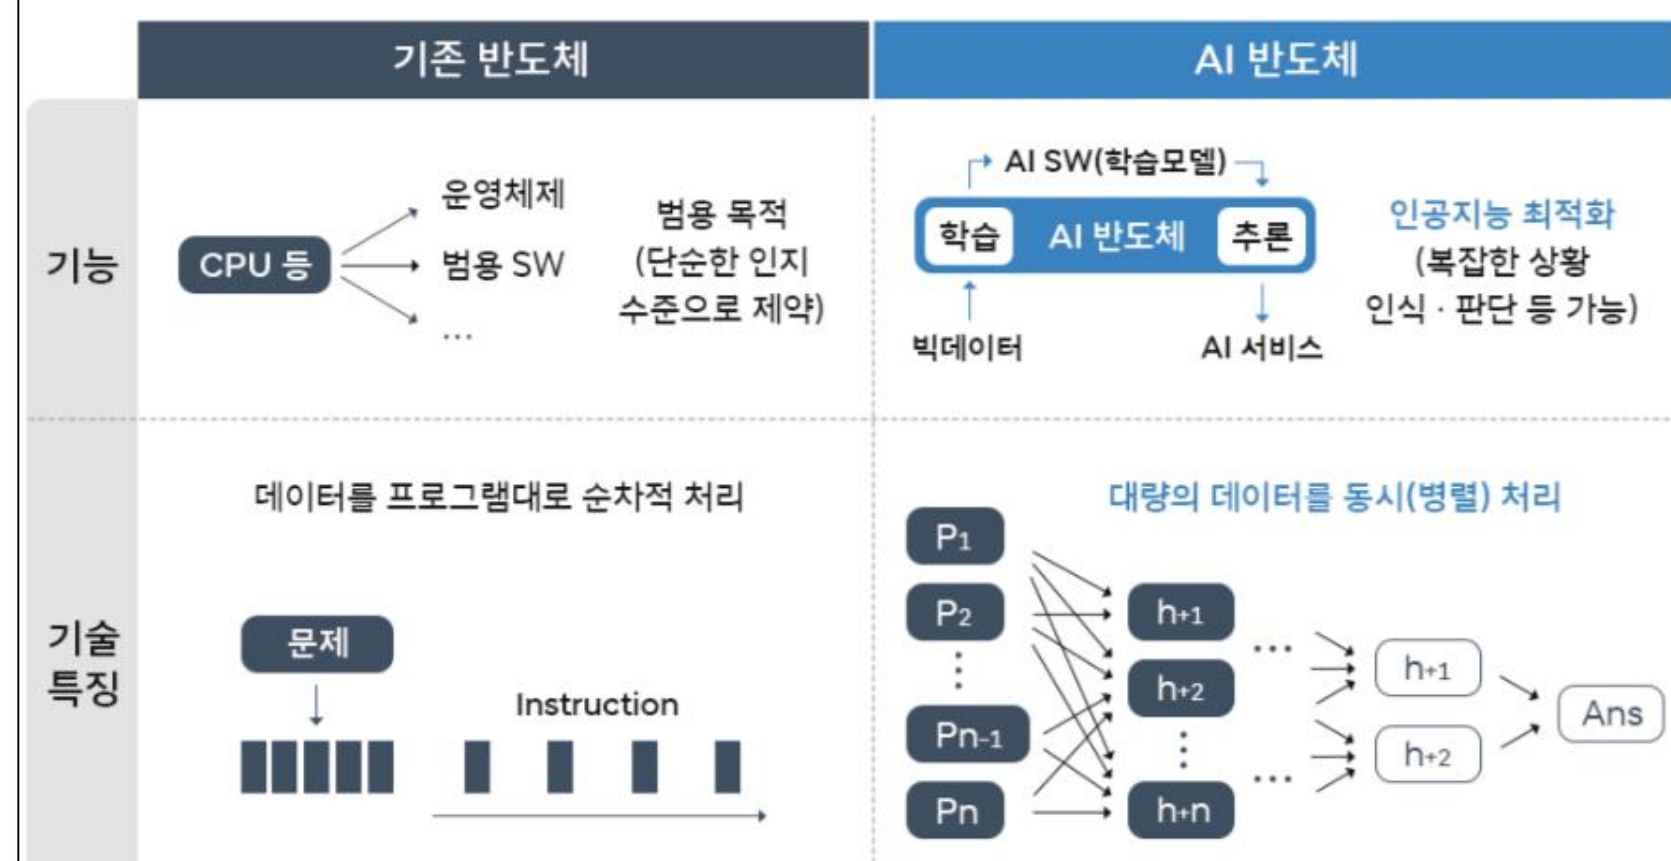 기존 반도체
AI 반도체
기능
CPU 등
운영체제
범용 SW
...
범용 목적
(단순한 인지
수준으로 제약)
AI SW(학습모델)
학습 AI 반도체 추론
빅데이터
AI 서비스
인공지능 최적화
(복잡한 상황
인식 · 판단 등 가능)
기술
특징
데이터를 프로그램대로 순차적 처리
문제
Instruction
대량의 데이터를 동시(병렬) 처리
P1
P2
⋮
Pn-1
Pn
h+1
h+2
⋮
h+n
...
...
h+1
h+2
Ans